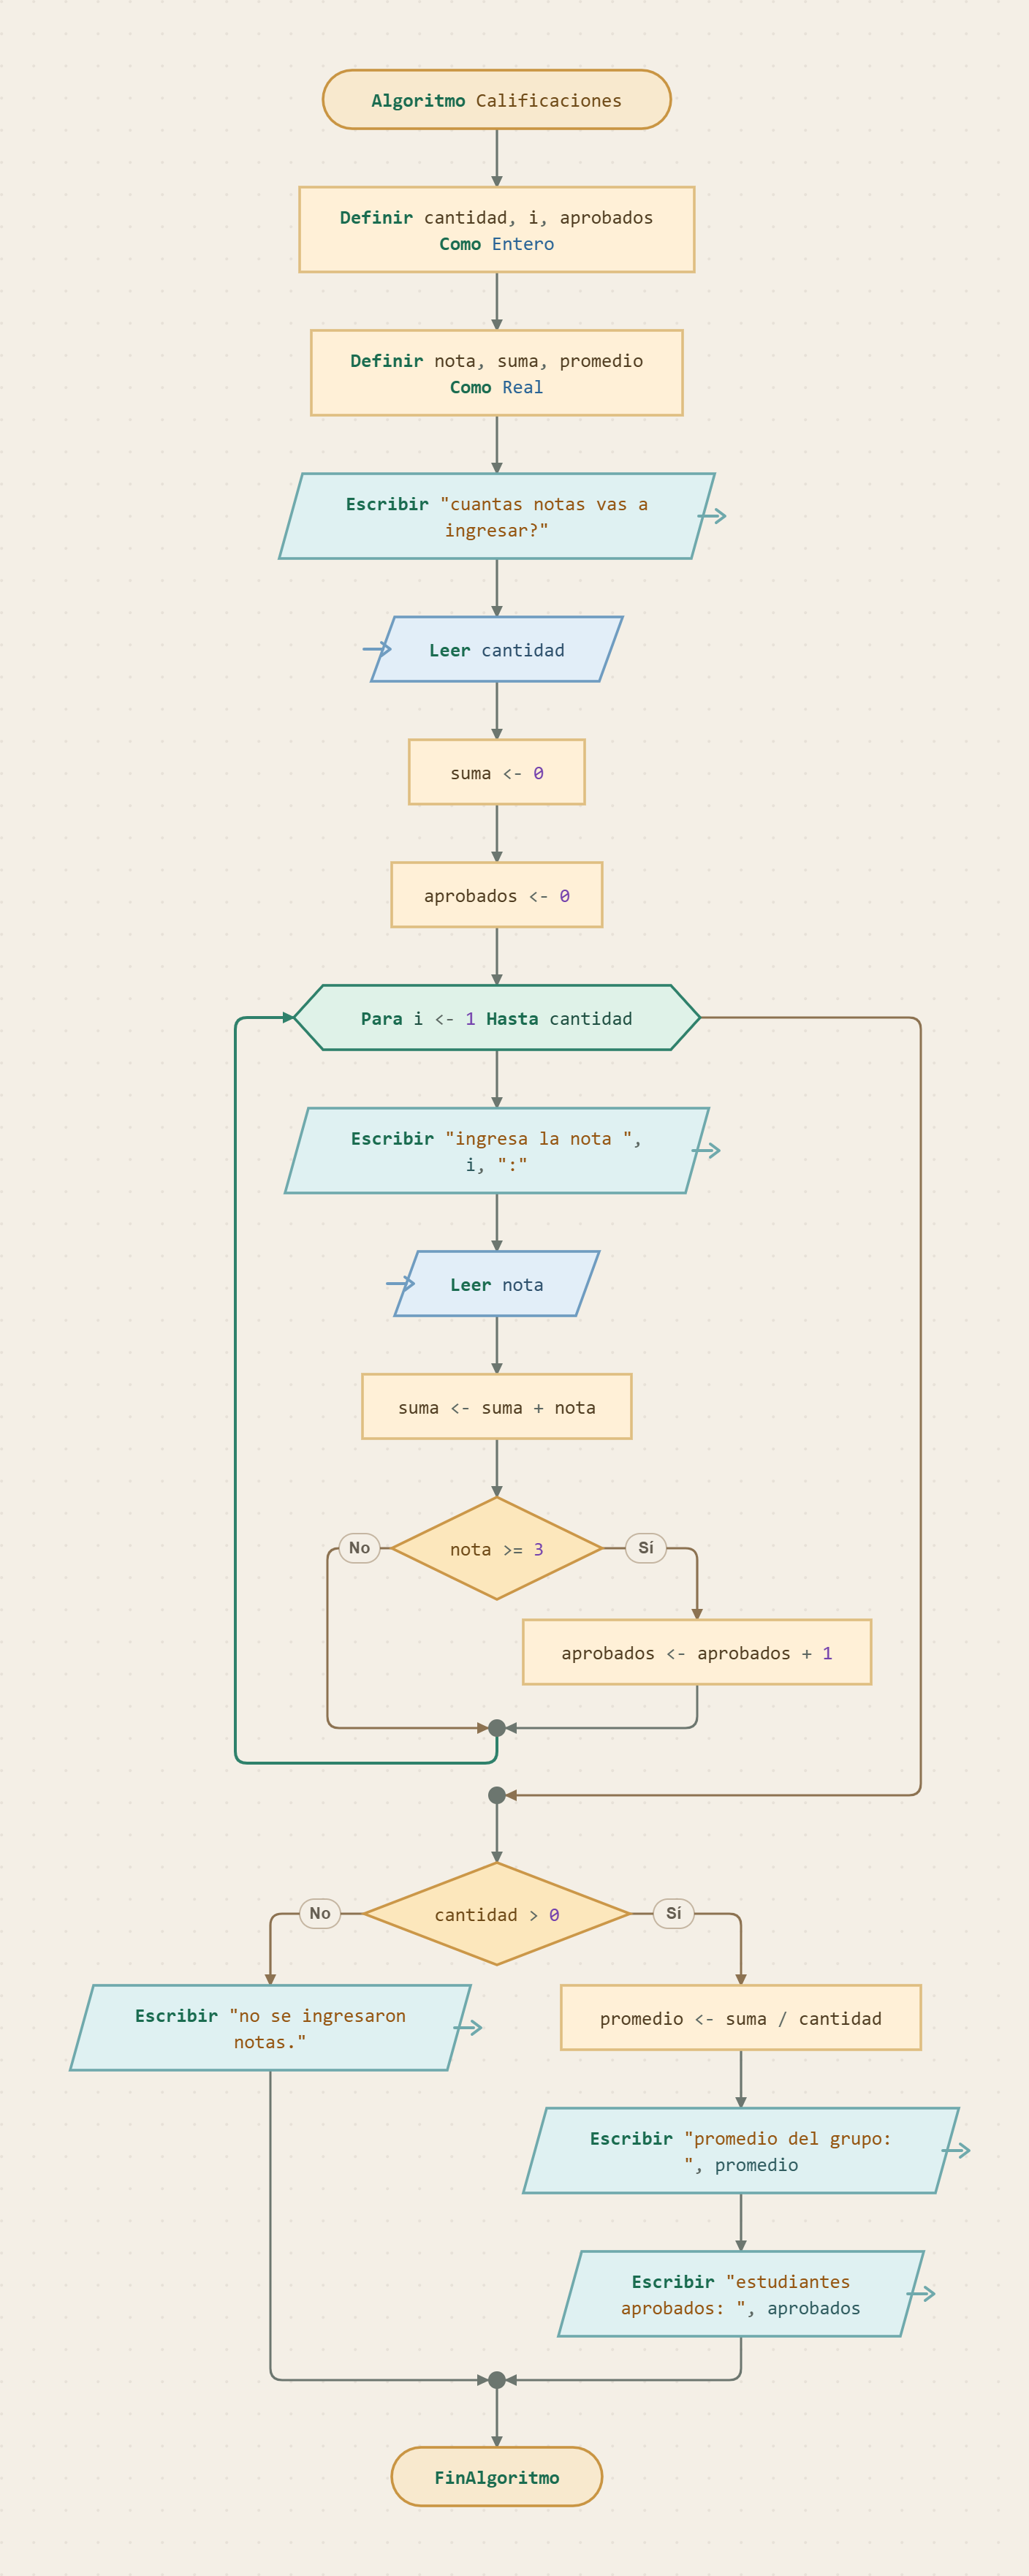 Algoritmo Calificaciones
Definir cantidad, i, aprobados
Como Entero
Definir nota, suma, promedio
Como Real
Escribir "cuantas notas vas a
ingresar?"
Leer cantidad
suma <- 0
aprobados <- 0
Para i <- 1 Hasta cantidad
Escribir "ingresa la nota ",
i, ":"
Leer nota
suma <- suma + nota
nota >= 3
No
Sí
aprobados <- aprobados + 1
cantidad > 0
No
Sí
Escribir "no se ingresaron
notas."
promedio <- suma / cantidad
Escribir "promedio del grupo:
", promedio
Escribir "estudiantes
aprobados: ", aprobados
FinAlgoritmo